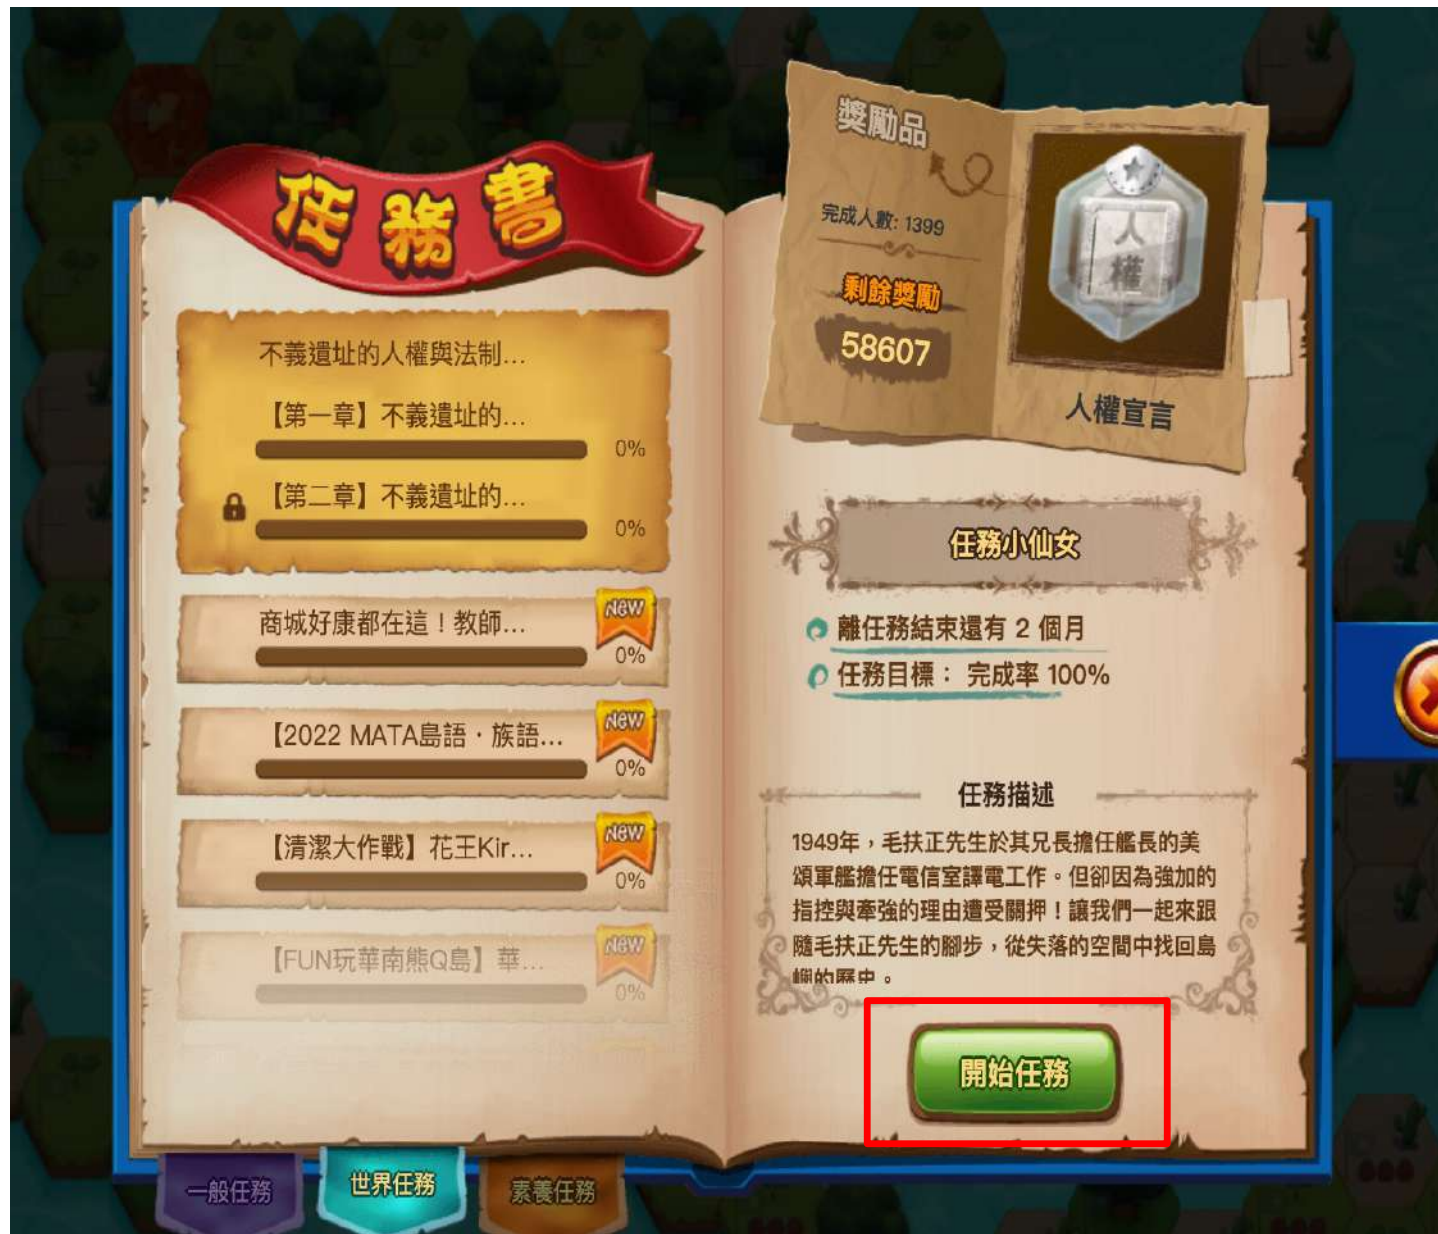 任務書
不義遺址的人權與法制...
【第一章】不義遺址的...
0%
【第二章】不義遺址的...
0%
商城好康都在這！教師...
New
0%
【2022 MATA島語・族語...
New
0%
【清潔大作戰】花王Kir...
New
0%
【FUN玩華南熊Q島】華...
New
0%
一般任務
世界任務
素養任務
獎勵品
完成人數: 1399
剩餘獎勵
58607
人權
人權宣言
任務小仙女
離任務結束還有 2 個月
任務目標： 完成率 100%
任務描述
1949年，毛扶正先生於其兄長擔任艦長的美
頌軍艦擔任電信室譯電工作。但卻因為強加的
指控與牽強的理由遭受關押！讓我們一起來跟
隨毛扶正先生的腳步，從失落的空間中找回島
嶼的歷史。
開始任務